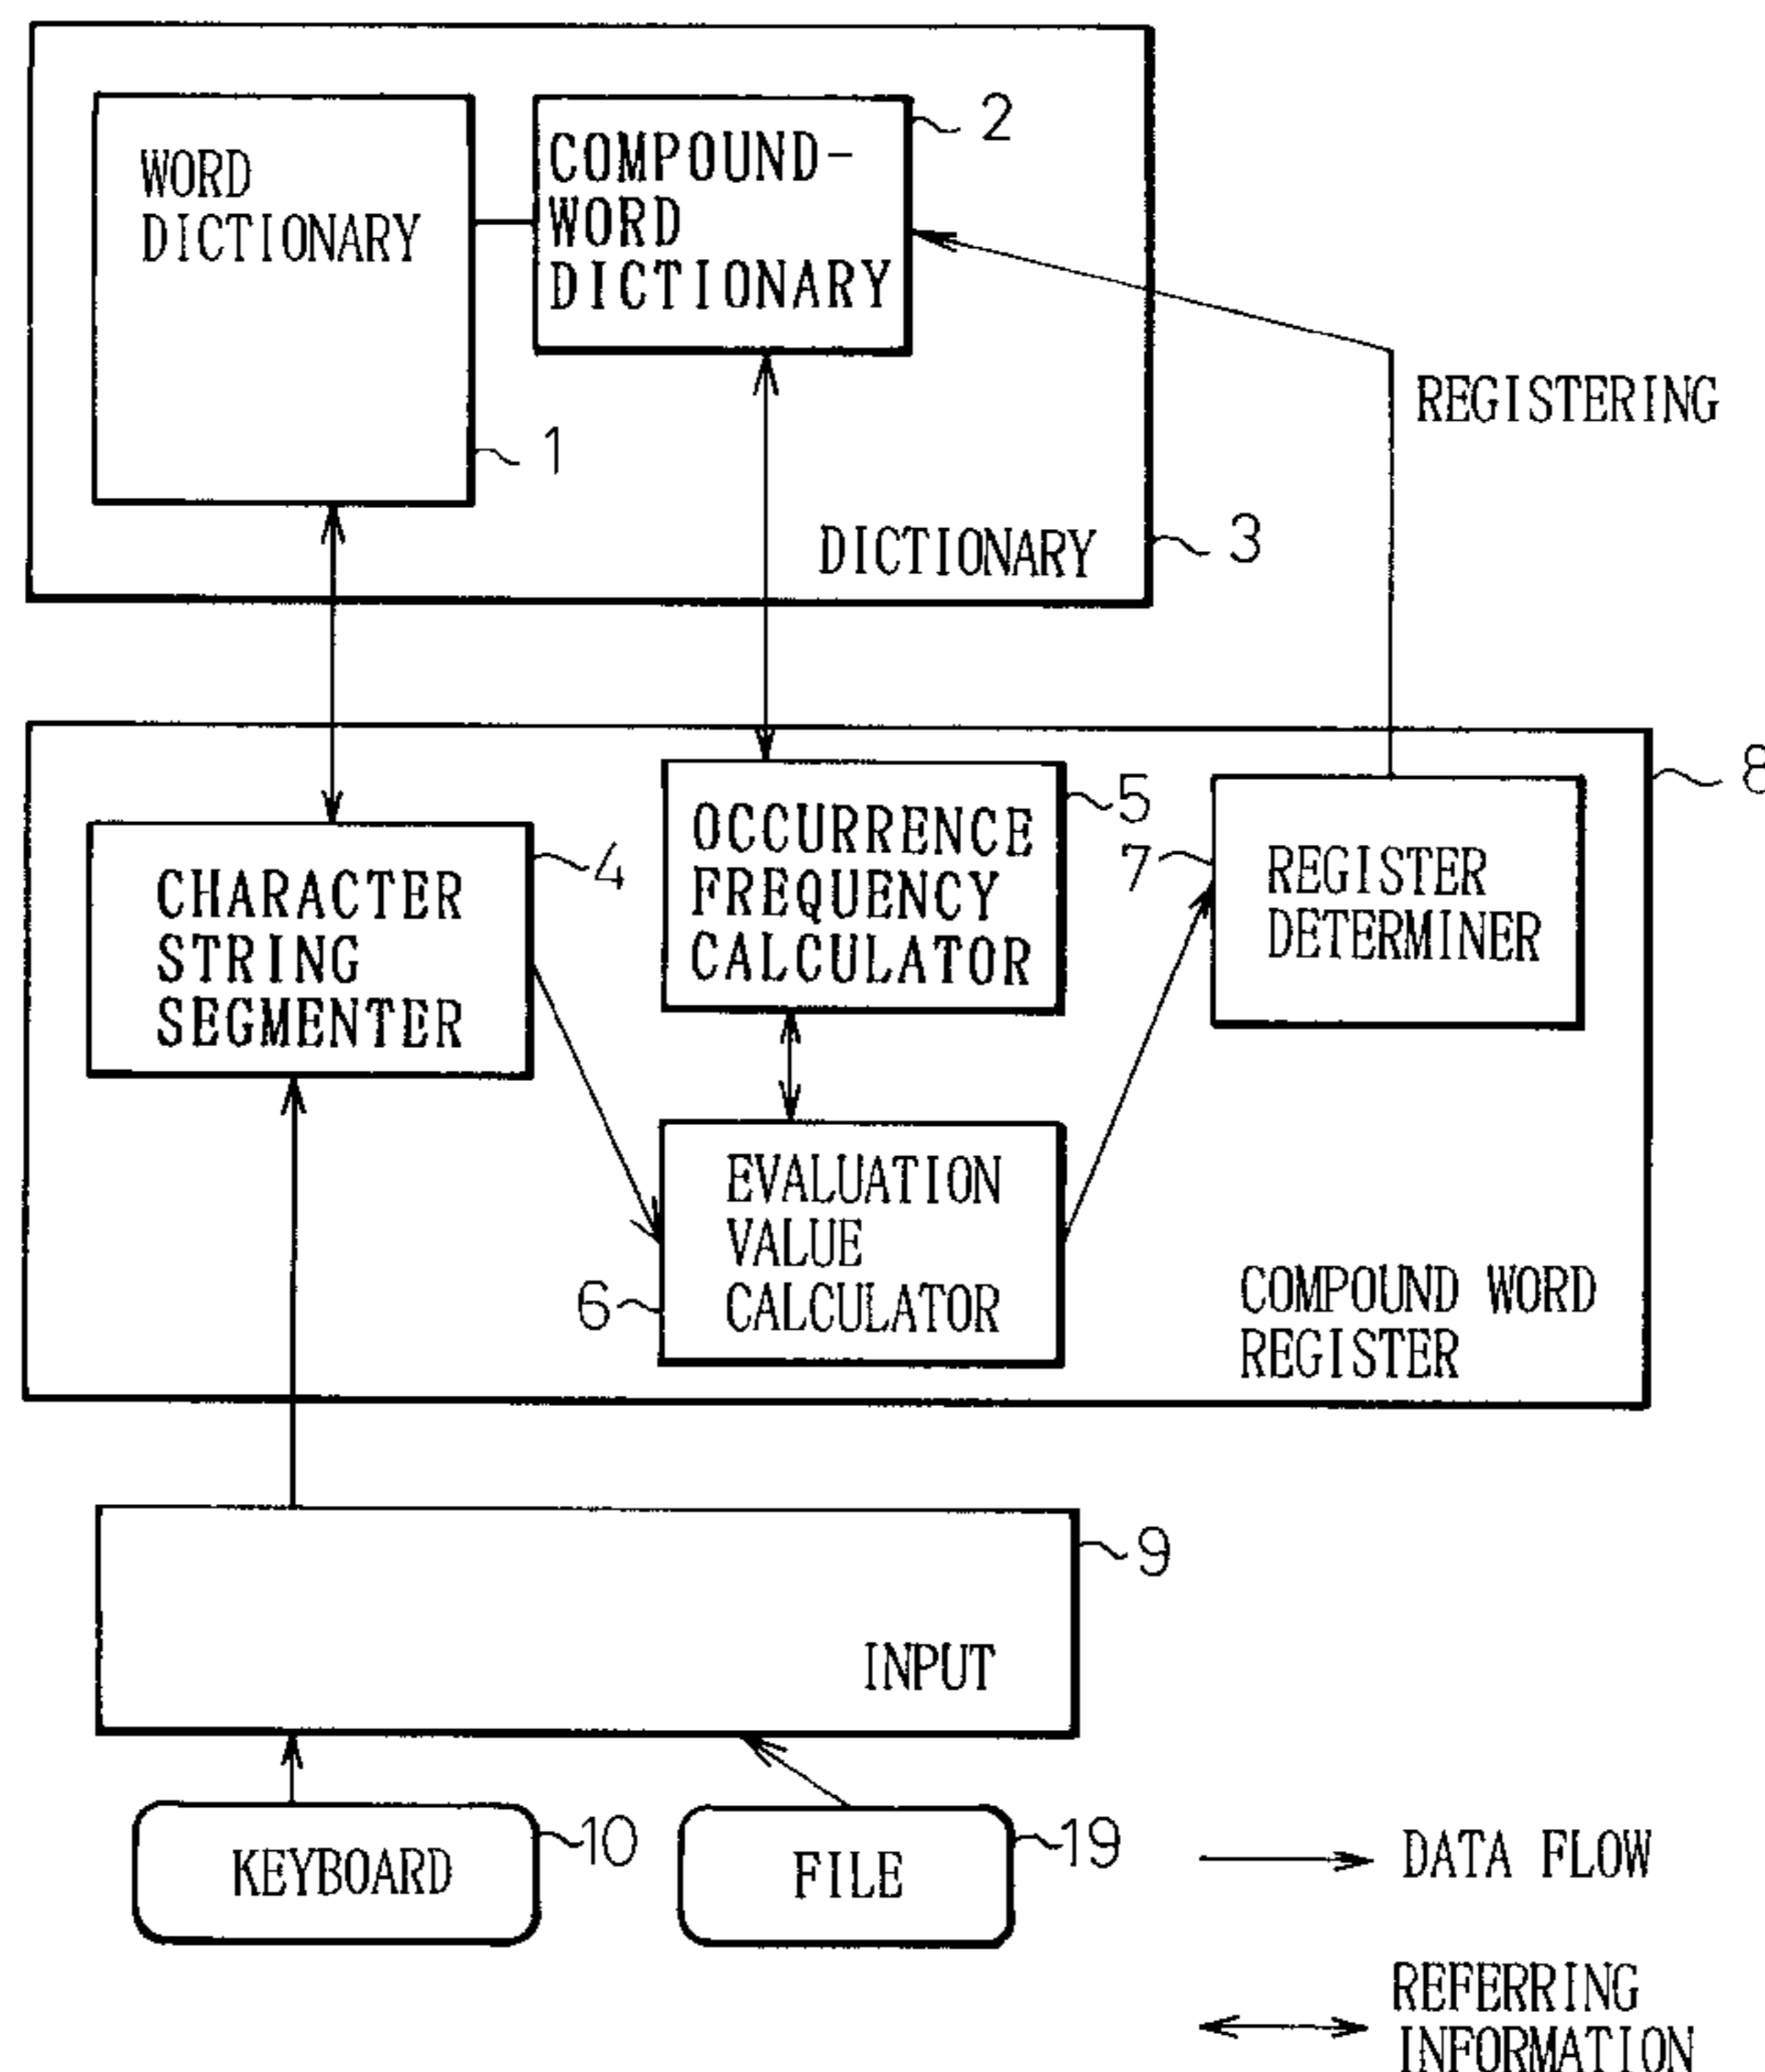 WORD
DICTIONARY
1
COMPOUND-
WORD
DICTIONARY
2
DICTIONARY
3
REGISTERING
CHARACTER
STRING
SEGMENTER
4
OCCURRENCE
FREQUENCY
CALCULATOR
5
REGISTER
DETERMINER
7
8
EVALUATION
VALUE
CALCULATOR
6
COMPOUND WORD
REGISTER
INPUT
9
KEYBOARD
10
FILE
19
DATA FLOW
REFERRING
INFORMATION